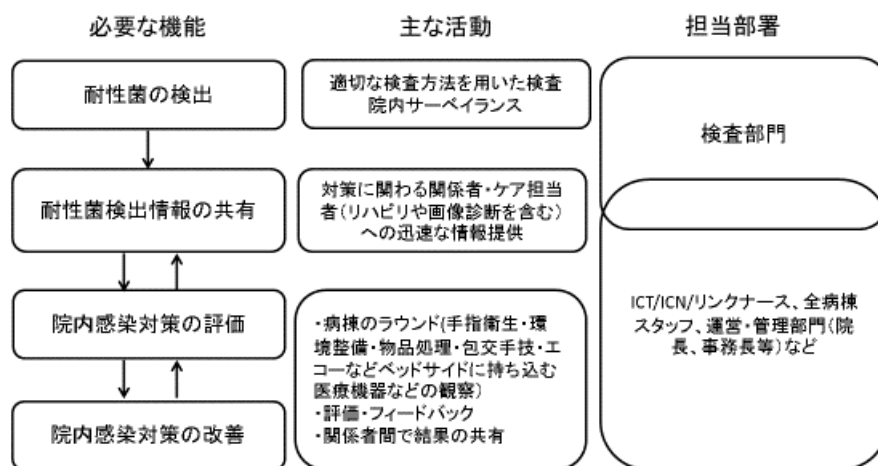 必要な機能
主な活動
担当部署
耐性菌の検出
適切な検査方法を用いた検査
院内サーベイランス
検査部門
耐性菌検出情報の共有
対策に関わる関係者・ケア担当
者(リハビリや画像診断を含む)
への迅速な情報提供
院内感染対策の評価
・病棟のラウンド(手指衛生・環
境整備・物品処理・包交手技・エ
コーなどベッドサイドに持ち込む
医療機器などの観察)
・評価・フィードバック
・関係者間で結果の共有
ICT/ICN/リンクナース、全病棟
スタッフ、運営・管理部門(院
長、事務長等)など
院内感染対策の改善